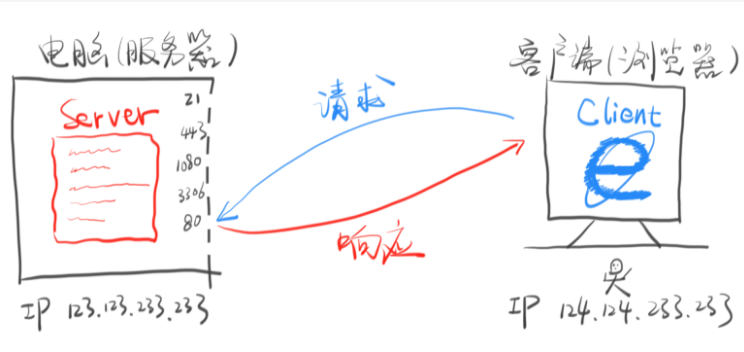 电脑(服务器)
Server
21
443
1080
3306
80
IP 123.123.233.233
请求
响应
客户端(浏览器)
Client
e
IP 124.124.233.233